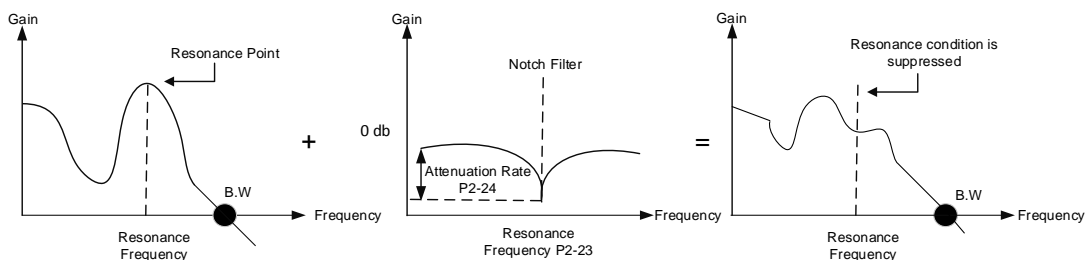 Gain
Resonance Point
B.W
Frequency
Resonance
Frequency
+
0 db
Gain
Notch Filter
Attenuation Rate
P2-24
Frequency
Resonance
Frequency P2-23
=
Gain
Resonance condition is
suppressed
B.W
Frequency
Resonance
Frequency